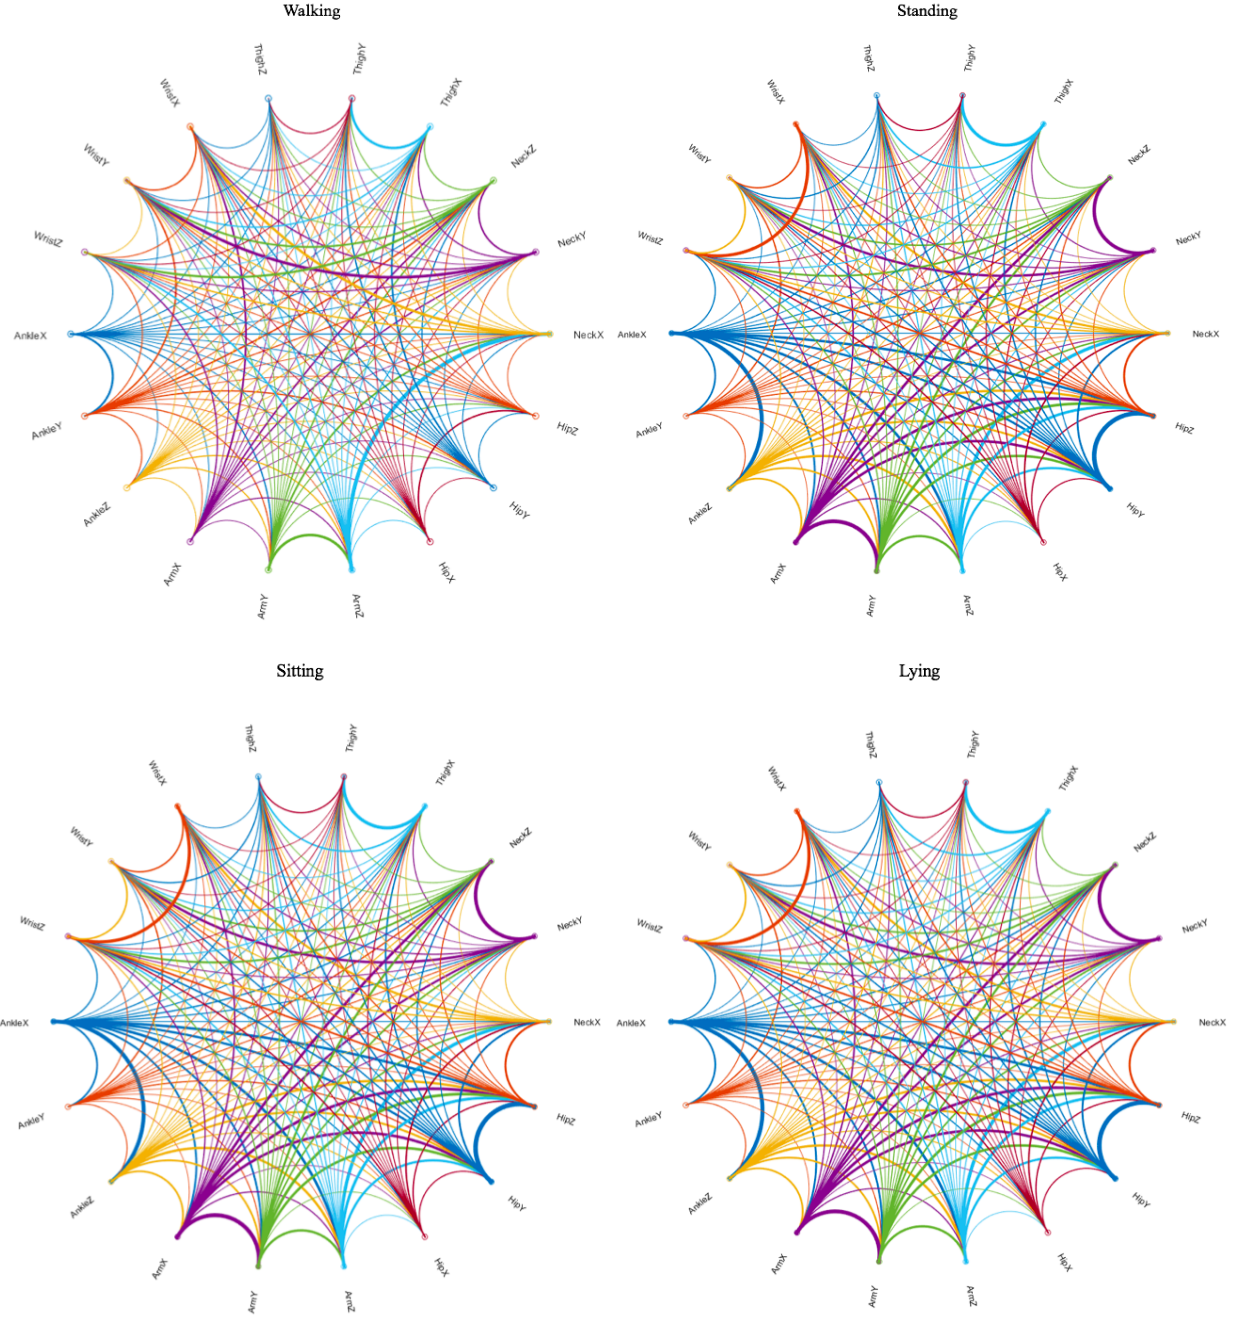 Walking
Standing
ThighZ
ThighY
WristX
ThighX
WristY
NeckZ
WristZ
NeckY
AnkleX
NeckX
AnkleY
HipZ
AnkleZ
HipY
ArmX
HipX
ArmY
ArmZ
ThighZ
ThighY
WristX
ThighX
WristY
NeckZ
WristZ
NeckY
AnkleX
NeckX
AnkleY
HipZ
AnkleZ
HipY
ArmX
HipX
ArmY
ArmZ
Sitting
Lying
ThighZ
ThighY
WristX
ThighX
WristY
NeckZ
WristZ
NeckY
AnkleX
NeckX
AnkleY
HipZ
AnkleZ
HipY
ArmX
HipX
ArmY
ArmZ
ThighZ
ThighY
WristX
ThighX
WristY
NeckZ
WristZ
NeckY
AnkleX
NeckX
AnkleY
HipZ
AnkleZ
HipY
ArmX
HipX
ArmY
ArmZ